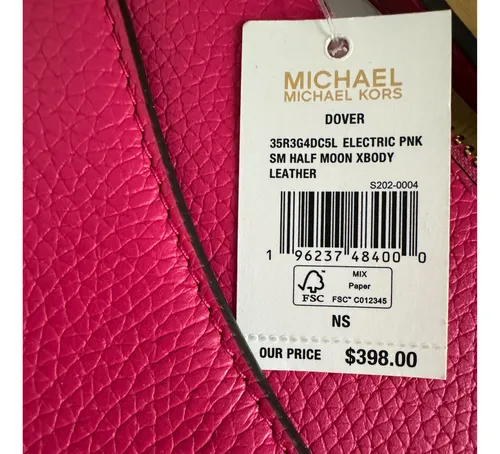 MICHAEL
MICHAEL KORS
DOVER
35R3G4DC5L ELECTRIC PNK
SM HALF MOON XBODY
LEATHER
S202-0004
1 96237 48400 0
FSC
MIX
Paper
FSC™ C012345
NS
OUR PRICE $398.00